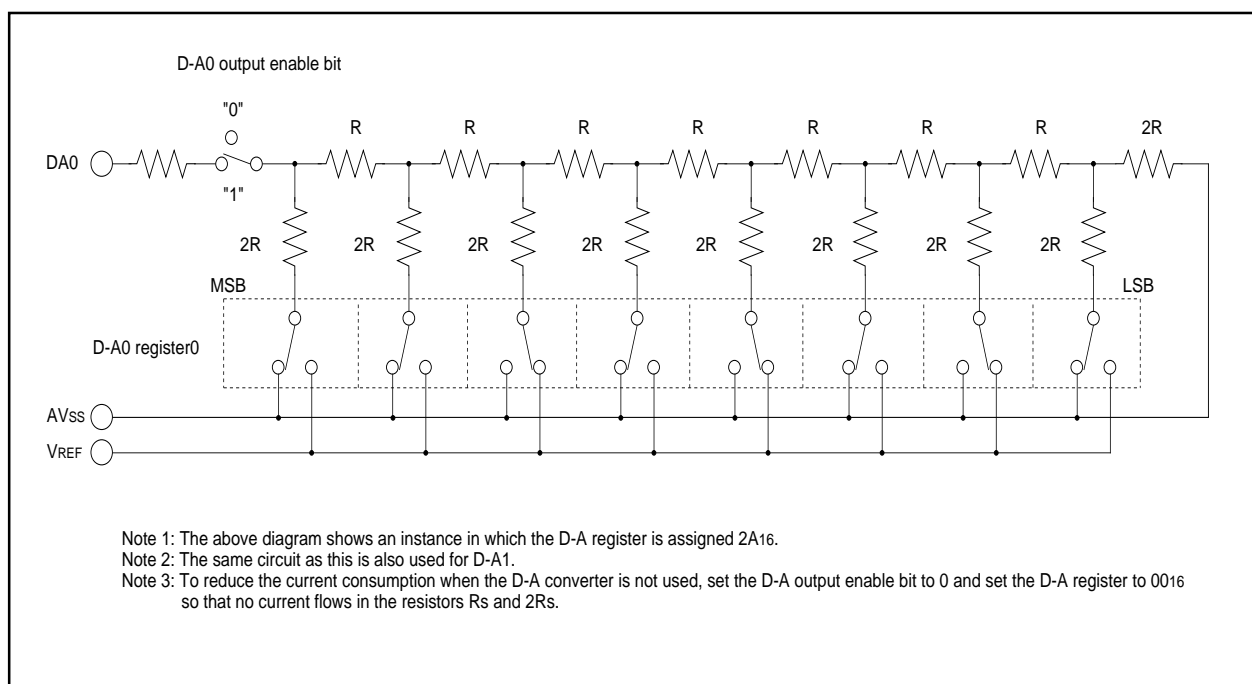 D-A0 output enable bit
"0"
R R R R R R R 2R
DA0
"1"
2R 2R 2R 2R 2R 2R 2R 2R
MSB LSB
D-A0 register0
AVSS
VREF
Note 1: The above diagram shows an instance in which the D-A register is assigned 2A16.
Note 2: The same circuit as this is also used for D-A1.
Note 3: To reduce the current consumption when the D-A converter is not used, set the D-A output enable bit to 0 and set the D-A register to 0016
so that no current flows in the resistors Rs and 2Rs.